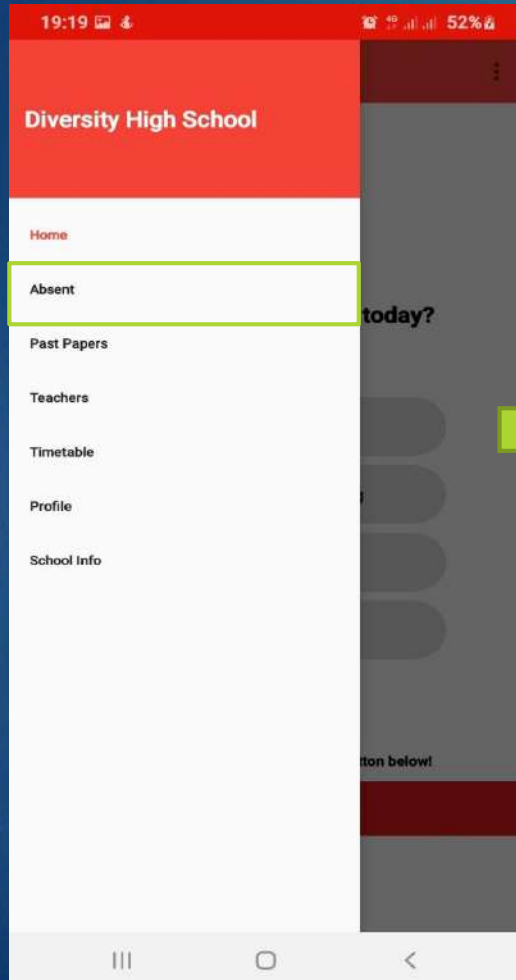 19:19 52%
Diversity High School
Home
Absent
today?
Past Papers
Teachers
Timetable
Profile
School Info
tton below!